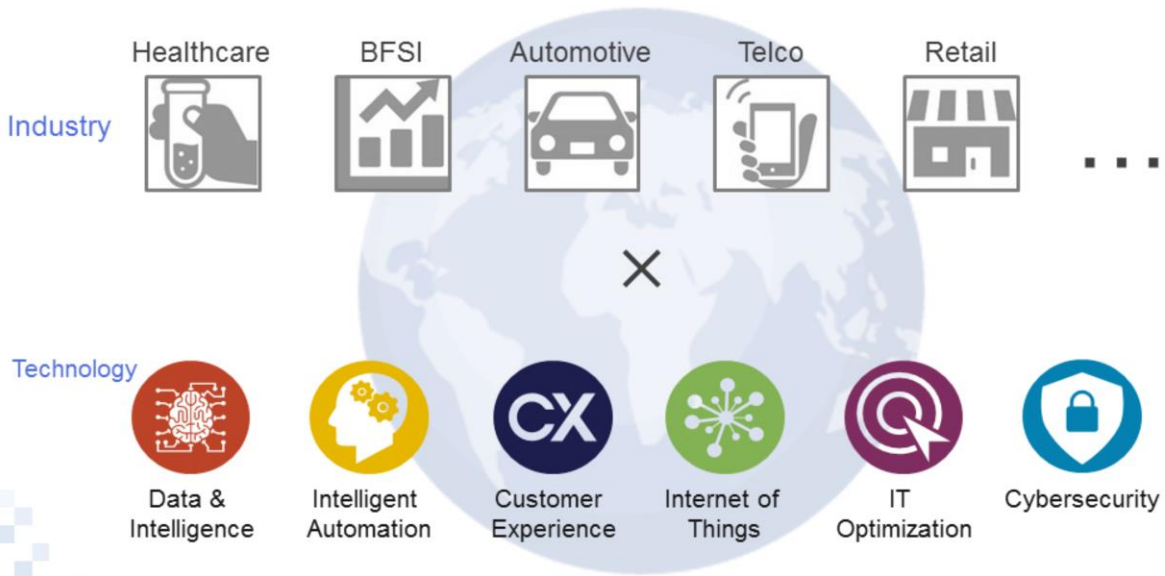 Healthcare BFSI Automotive Telco Retail
Industry
...
×
Technology
CX
Data & Intelligent Customer Internet of IT Cybersecurity
Intelligence Automation Experience Things Optimization